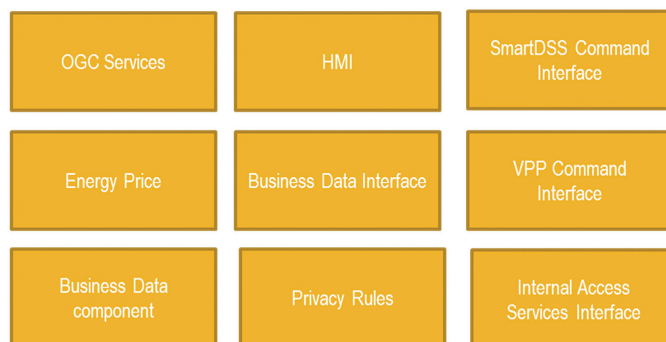 OGC Services
HMI
SmartDSS Command
Interface
Energy Price
Business Data Interface
VPP Command
Interface
Business Data
component
Privacy Rules
Internal Access
Services Interface